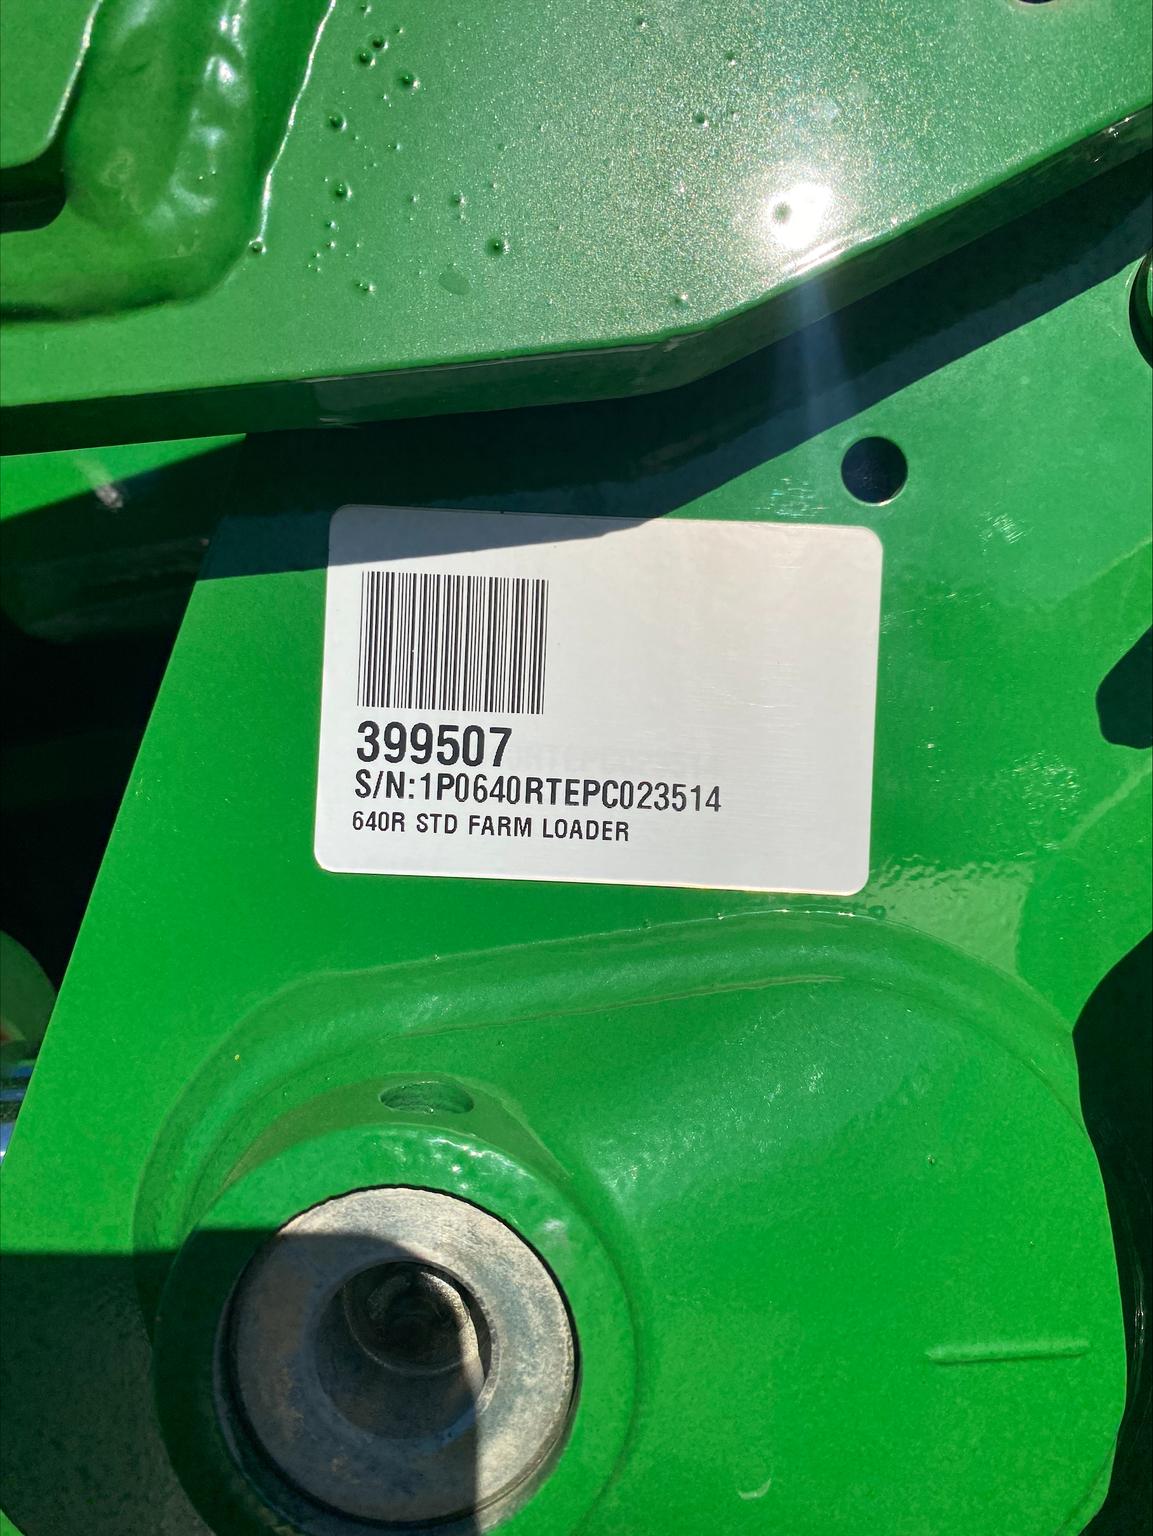 399507
S/N:1P0640RTEPC023514
640R STD FARM LOADER